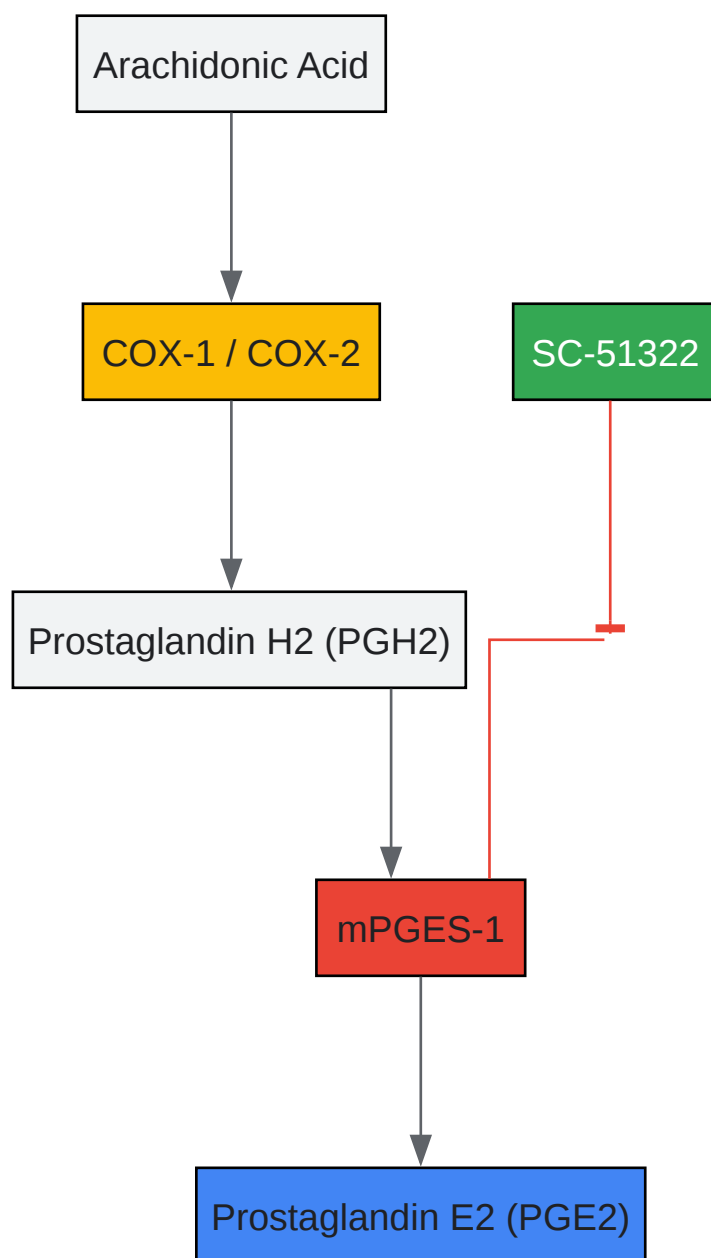 Arachidonic Acid
COX-1 / COX-2
SC-51322
Prostaglandin H2 (PGH2)
mPGES-1
Prostaglandin E2 (PGE2)